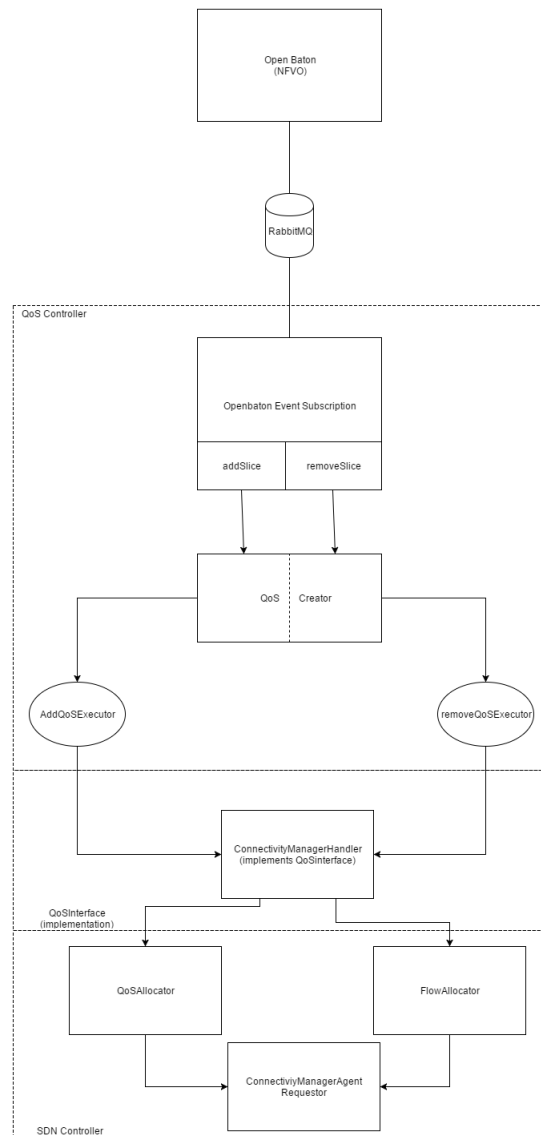 Open Baton
(NFVO)
RabbitMQ
QoS Controller
Openbaton Event Subscription
addSlice
removeSlice
QoS
Creator
AddQoSExecutor
removeQoSExecutor
ConnectivityManagerHandler
(implements QoSinterface)
QoSInterface
(implementation)
QoSAllocator
FlowAllocator
ConnectiviyManagerAgent
Requestor
SDN Controller